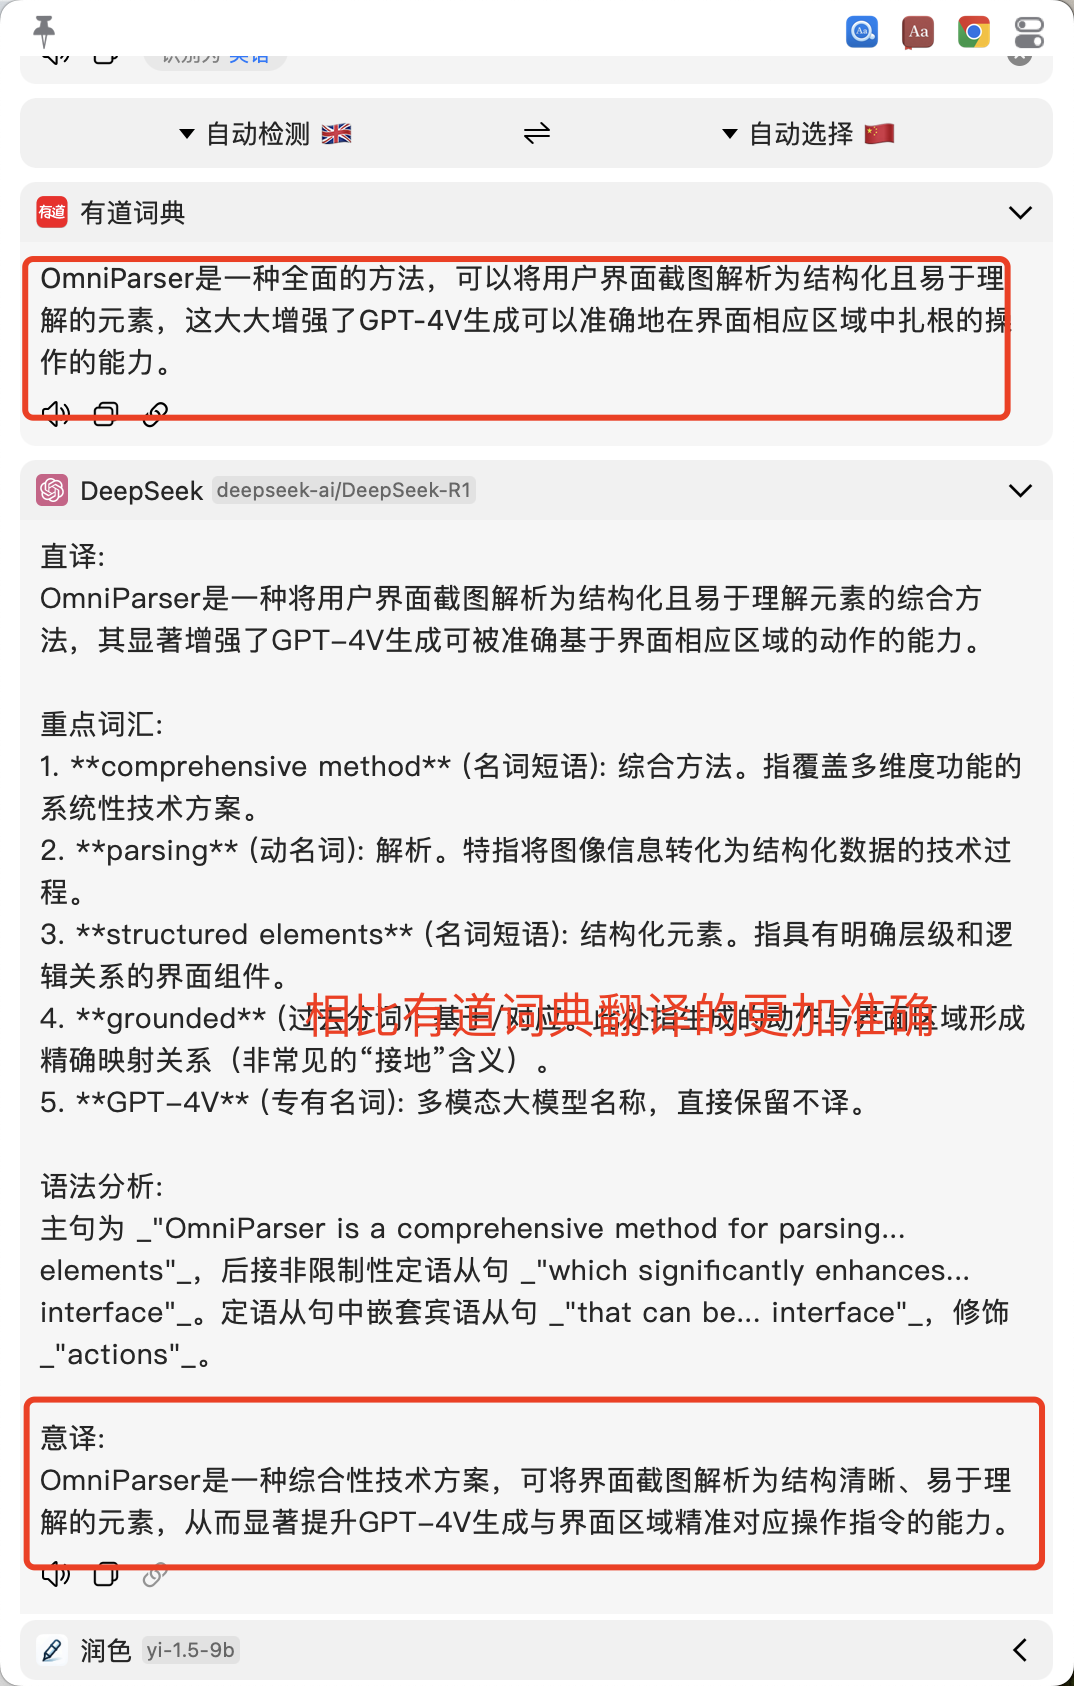 识别为 英语
自动检测
自动选择
有道 有道词典
OmniParser是一种全面的方法，可以将用户界面截图解析为结构化且易于理
解的元素，这大大增强了GPT-4V生成可以准确地在界面相应区域中扎根的操
作的能力。
DeepSeek deepseek-ai/DeepSeek-R1
直译:
OmniParser是一种将用户界面截图解析为结构化且易于理解元素的综合方
法，其显著增强了GPT-4V生成可被准确基于界面相应区域的动作的能力。
重点词汇:
1. **comprehensive method** (名词短语): 综合方法。指覆盖多维度功能的
系统性技术方案。
2. **parsing** (动名词): 解析。特指将图像信息转化为结构化数据的技术过
程。
3. **structured elements** (名词短语): 结构化元素。指具有明确层级和逻
辑关系的界面组件。
相比有道词典翻译的更加准确
4. **grounded** (过去分词): 基于/对应。此处指生成的动作与界面区域形成
精确映射关系（非常见的“接地”含义）。
5. **GPT-4V** (专有名词): 多模态大模型名称，直接保留不译。
语法分析:
主句为 _"OmniParser is a comprehensive method for parsing...
elements"_，后接非限制性定语从句 _"which significantly enhances...
interface"_。定语从句中嵌套宾语从句 _"that can be... interface"_，修饰
_"actions"_。
意译:
OmniParser是一种综合性技术方案，可将界面截图解析为结构清晰、易于理
解的元素，从而显著提升GPT-4V生成与界面区域精准对应操作指令的能力。
润色 yi-1.5-9b